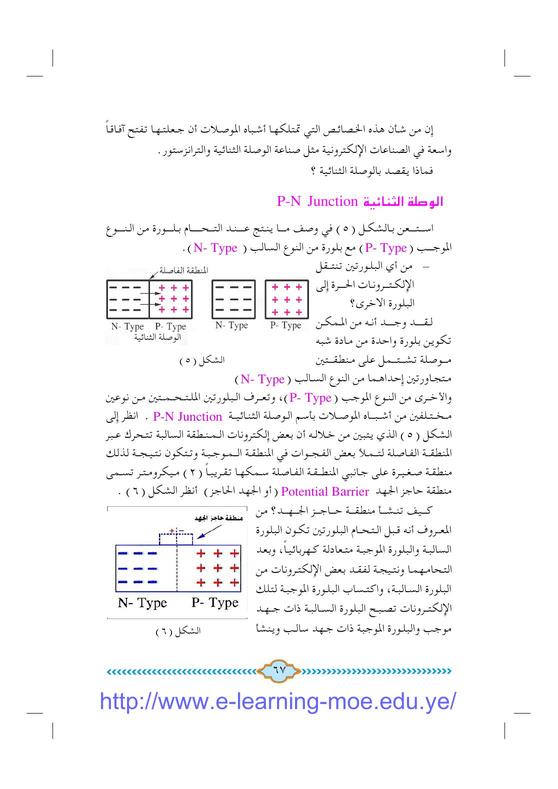 إن من شأن هذه الخصائص التي تمتلكها أشباه الموصلات أن جعلتها تفتح آفاقاً
واسعة في الصناعات الإلكترونية مثل صناعة الوصلة الثنائية والترانزستور .
فماذا يقصد بالوصلة الثنائية ؟
الوصلة الثنائية P-N Junction
استعن بالشكل ( ٥ ) في وصف ما ينتج عند التحام بلورة من النوع
الموجب ( P- Type ) مع بلورة من النوع السالب ( N- Type ) .
– من أي البلورتين تنتقل
الإلكترونات الحرة إلى
البلورة الاخرى؟
لقد وجد أنه من الممكن
تكوين بلورة واحدة من مادة شبه
موصلة تشتمل على منطقتين
المنطقة الفاصلة
+ + +
+ + +
+ + +
+ + +
+ + +
+ + +
N- Type P- Type
N- Type
P- Type
الوصلة الثنائية
الشكل ( ٥ )
متجاورتين إحداهما من النوع السالب ( N- Type )
والأخرى من النوع الموجب ( P- Type )، وتعرف البلورتين الملتحمتين من نوعين
مختلفين من أشباه الموصلات بأسم الوصلة الثنائية P-N Junction . انظر إلى
الشكل ( ٥ ) الذي يتبين من خلاله أن بعض إلكترونات المنطقة السالبة تتحرك عبر
المنطقة الفاصلة لتملأ بعض الفجوات في المنطقة الموجبة وتتكون نتيجة لذلك
منطقة صغيرة على جانبي المنطقة الفاصلة سمكها تقريباً ( ٢ ) ميكرومتر تسمى
منطقة حاجز الجهد Potential Barrier ( أو الجهد الحاجز ) أنظر الشكل ( ٦ ) .
كيف تنشأ منطقة حاجز الجهد؟ من
المعروف أنه قبل التحام البلورتين تكون البلورة
السالبة والبلورة الموجبة متعادلة كهربائياً، وبعد
التحامهما ونتيجة لفقد بعض الإلكترونات من
البلورة السالبة، واكتساب البلورة الموجبة لتلك
الإلكترونات تصبح البلورة السالبة ذات جهد
موجب والبلورة الموجبة ذات جهد سالب وينشأ
منطقة حاجز الجهد
+ –
+ + +
+ + +
+ + +
N- Type P- Type
الشكل ( ٦ )
٦٧
http://www.e-learning-moe.edu.ye/